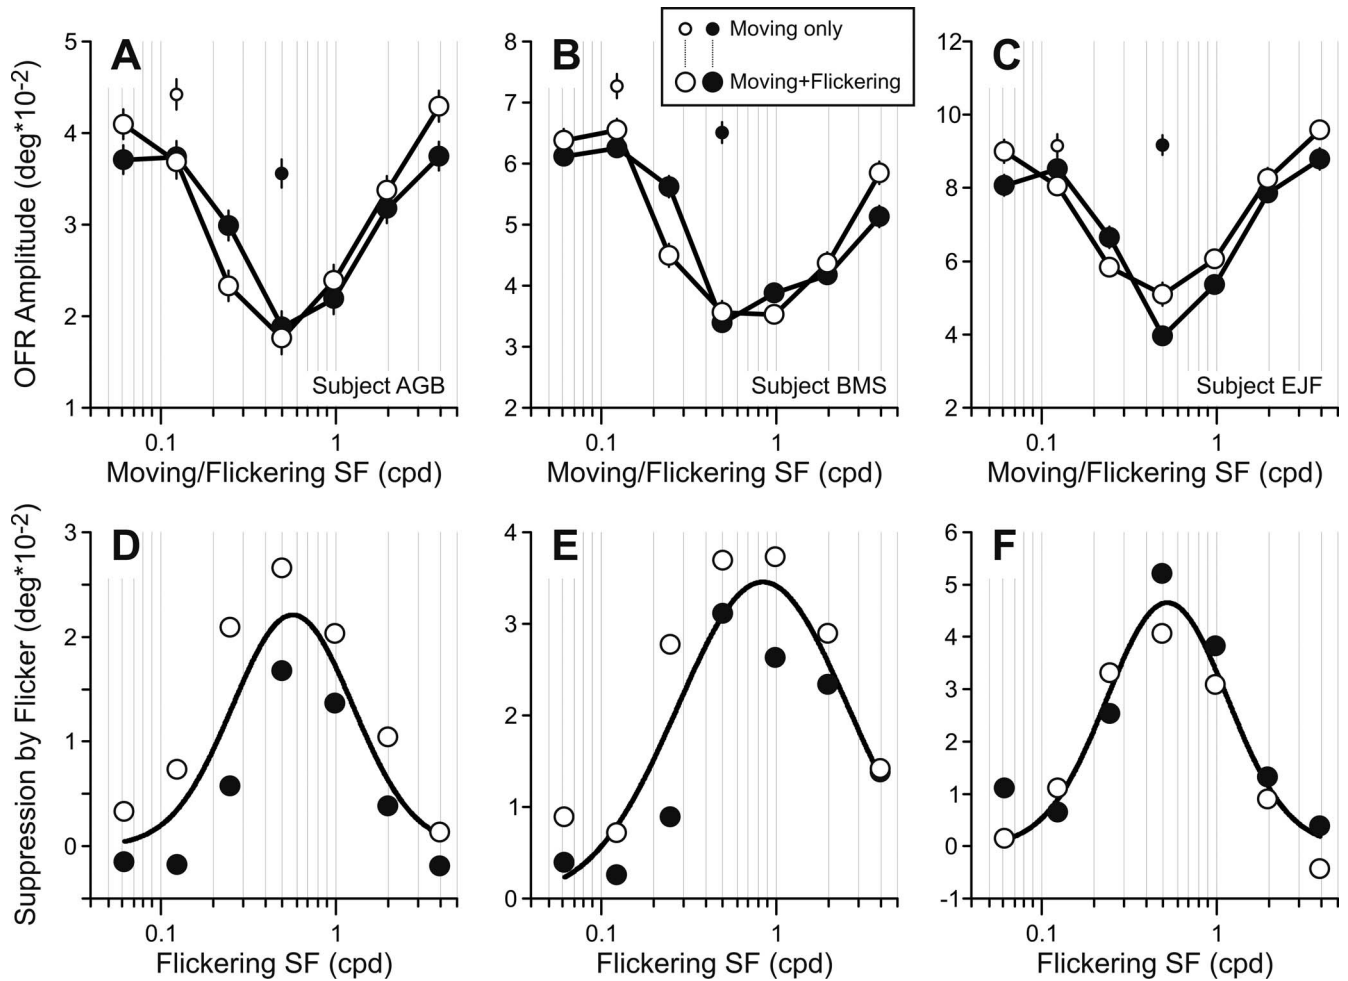 A
B
C
Moving only
Moving+Flickering
OFR Amplitude (deg*10-2)
5
4
3
2
1
8
7
6
5
4
3
2
12
10
8
6
4
2
Subject AGB
Subject BMS
Subject EJF
0.1 1
0.1 1
0.1 1
Moving/Flickering SF (cpd)
Moving/Flickering SF (cpd)
Moving/Flickering SF (cpd)
D
E
F
Suppression by Flicker (deg*10-2)
3
2
1
0
4
3
2
1
0
6
5
4
3
2
1
0
-1
0.1 1
0.1 1
0.1 1
Flickering SF (cpd)
Flickering SF (cpd)
Flickering SF (cpd)